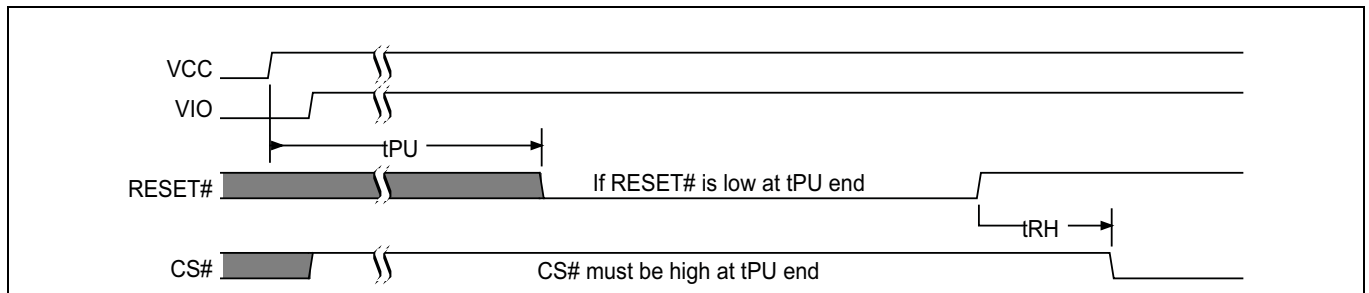 VCC
VIO
tPU
RESET#
If RESET# is low at tPU end
tRH
CS#
CS# must be high at tPU end